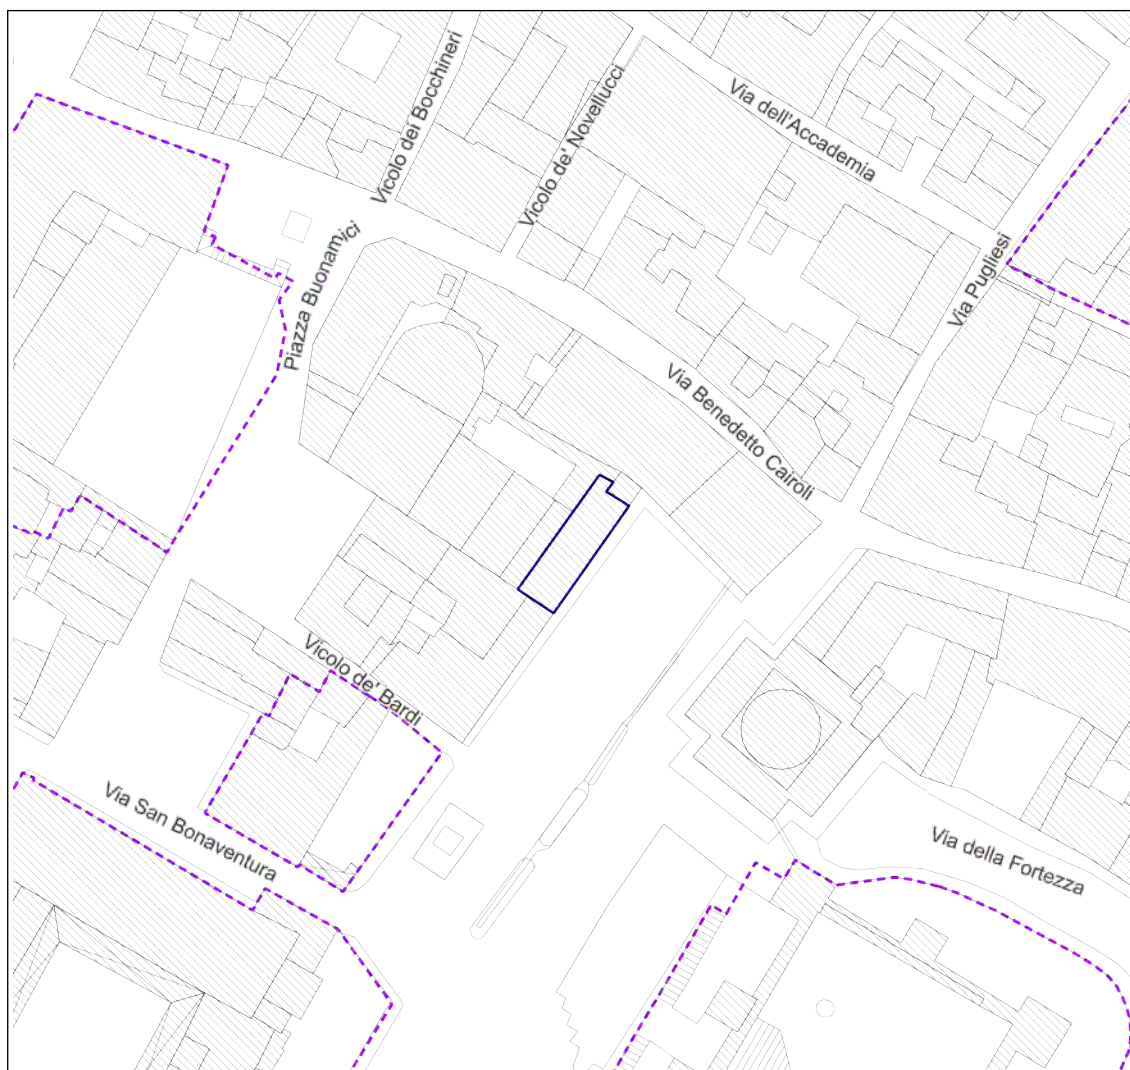 Vicolo dei Bocchineri
Vicolo de' Novellucci
Via dell'Accademia
Piazza Buonamici
Via Pugliesi
Via Benedetto Cairoli
Vicolo de' Bardi
Via San Bonaventura
Via della Fortezza